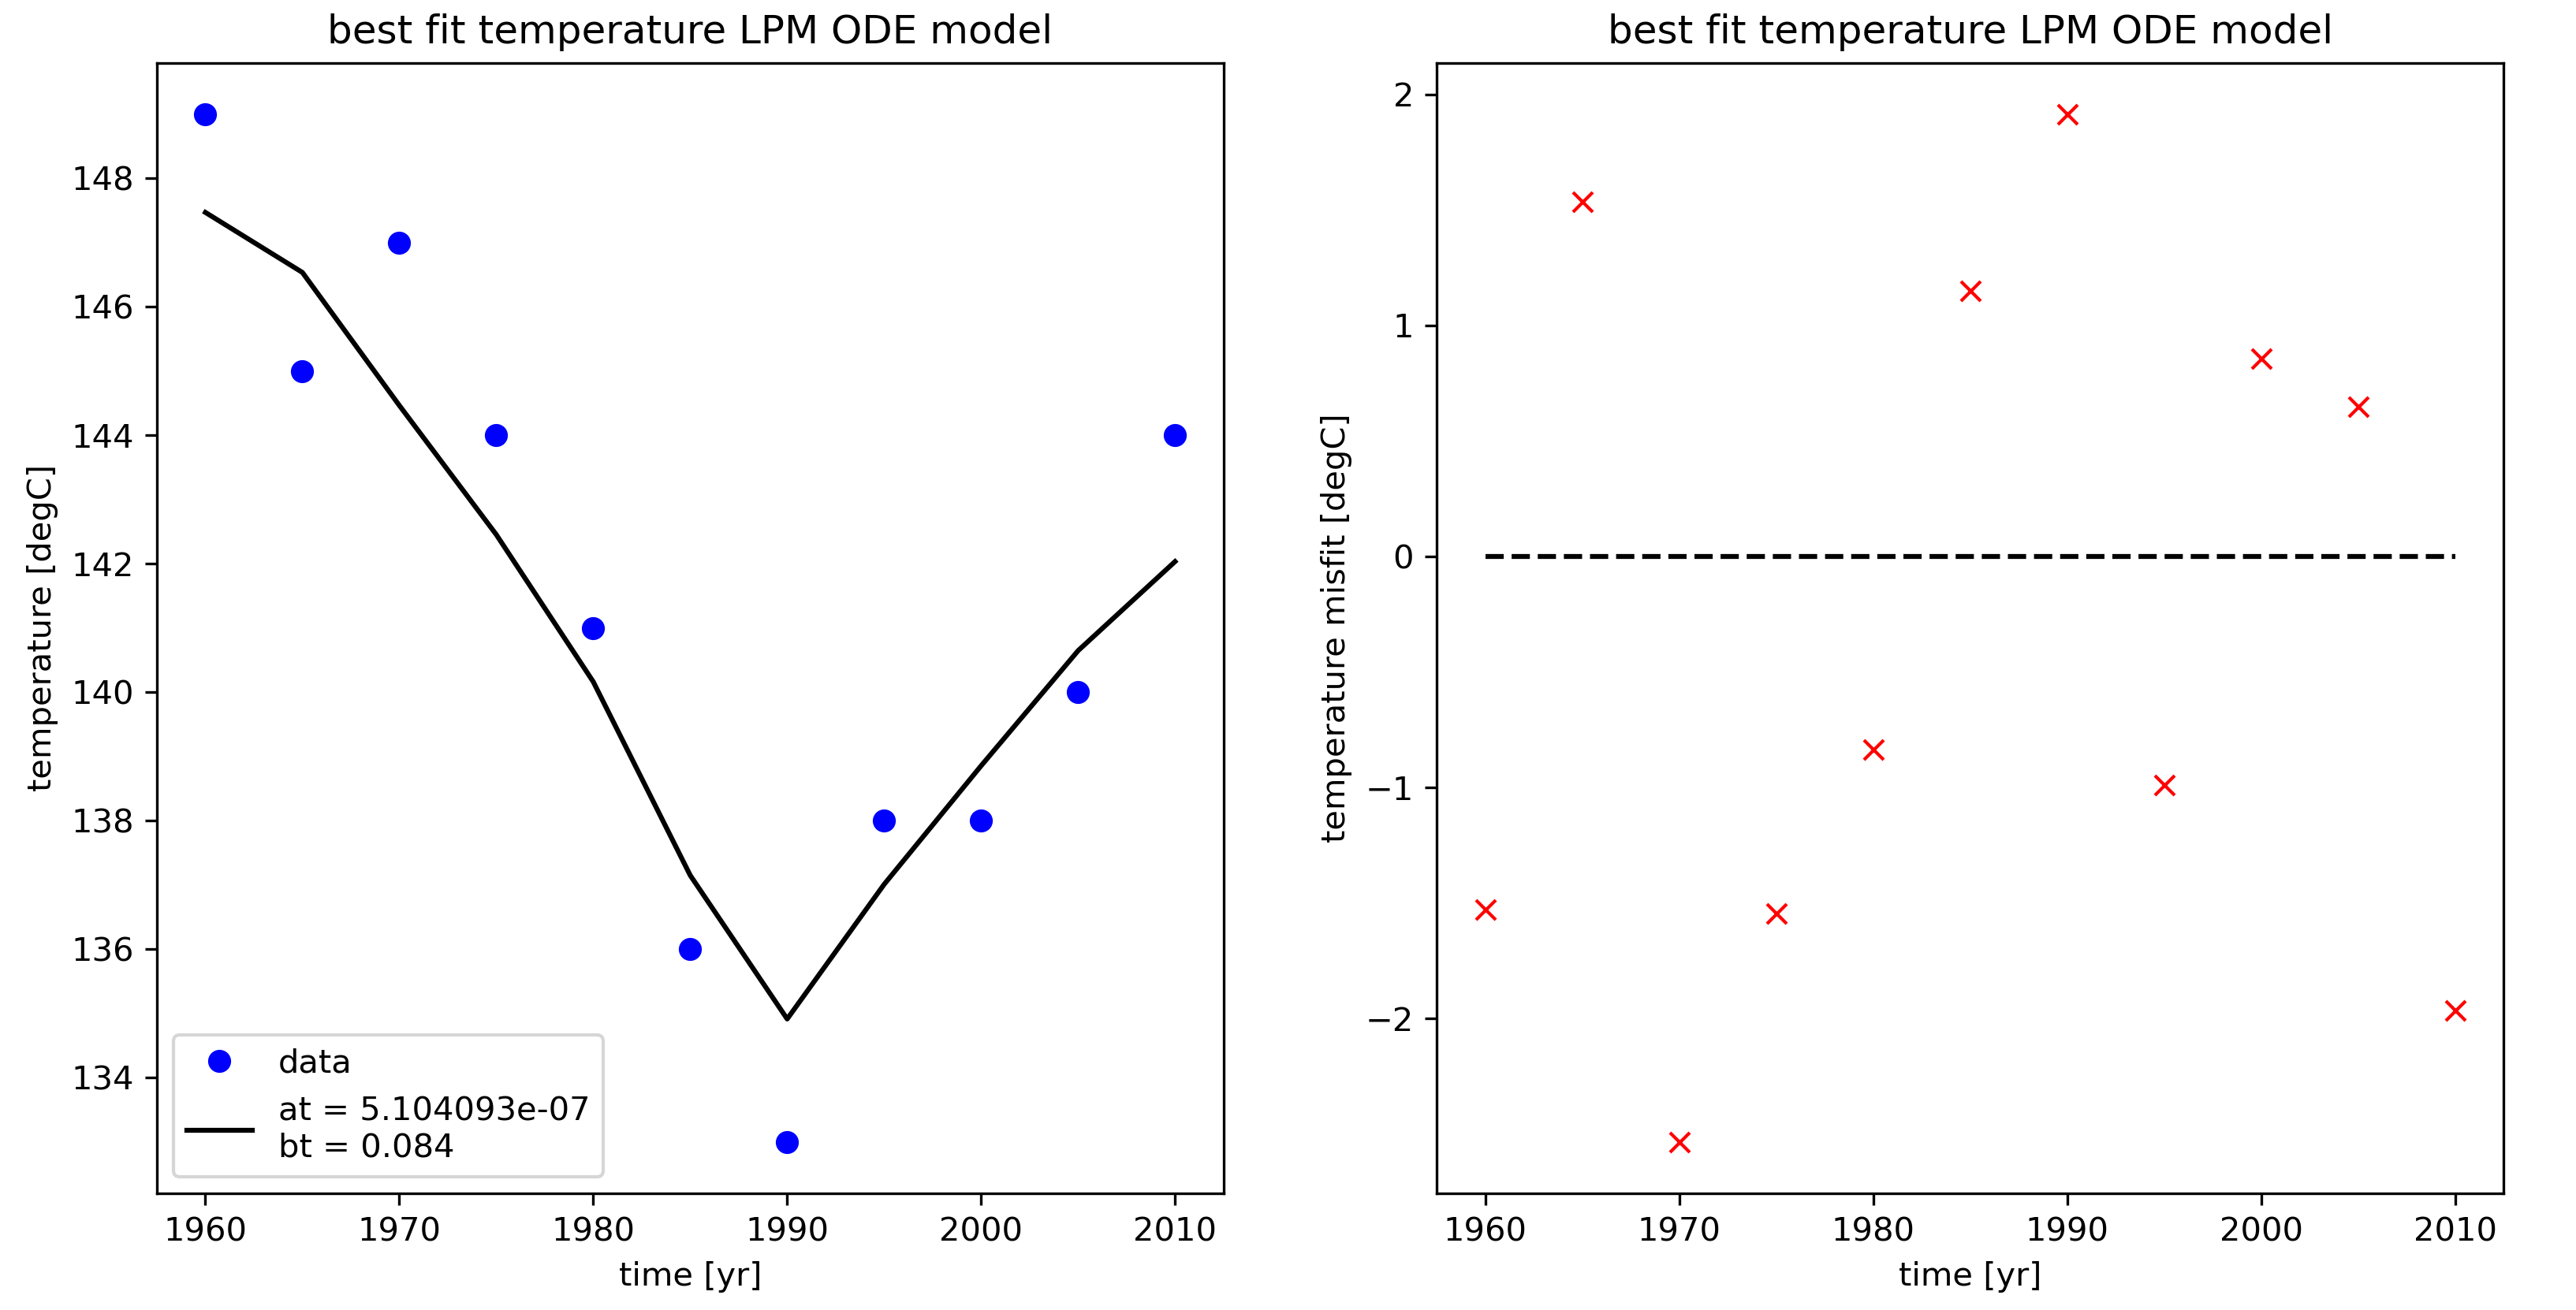 best fit temperature LPM ODE model
temperature [degC]
148
146
144
142
140
138
136
134
data
at = 5.104093e-07
bt = 0.084
1960 1970 1980 1990 2000 2010
time [yr]
best fit temperature LPM ODE model
temperature misfit [degC]
2
1
0
−1
−2
1960 1970 1980 1990 2000 2010
time [yr]